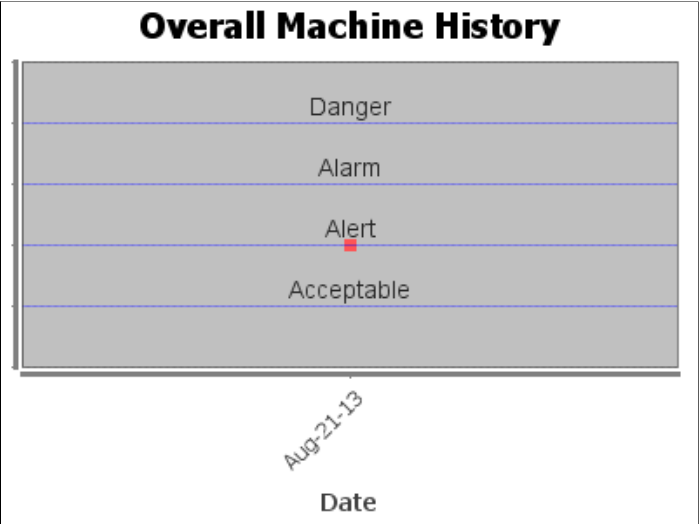 Overall Machine History
Danger
Alarm
Alert
Acceptable
Aug-21-13
Date